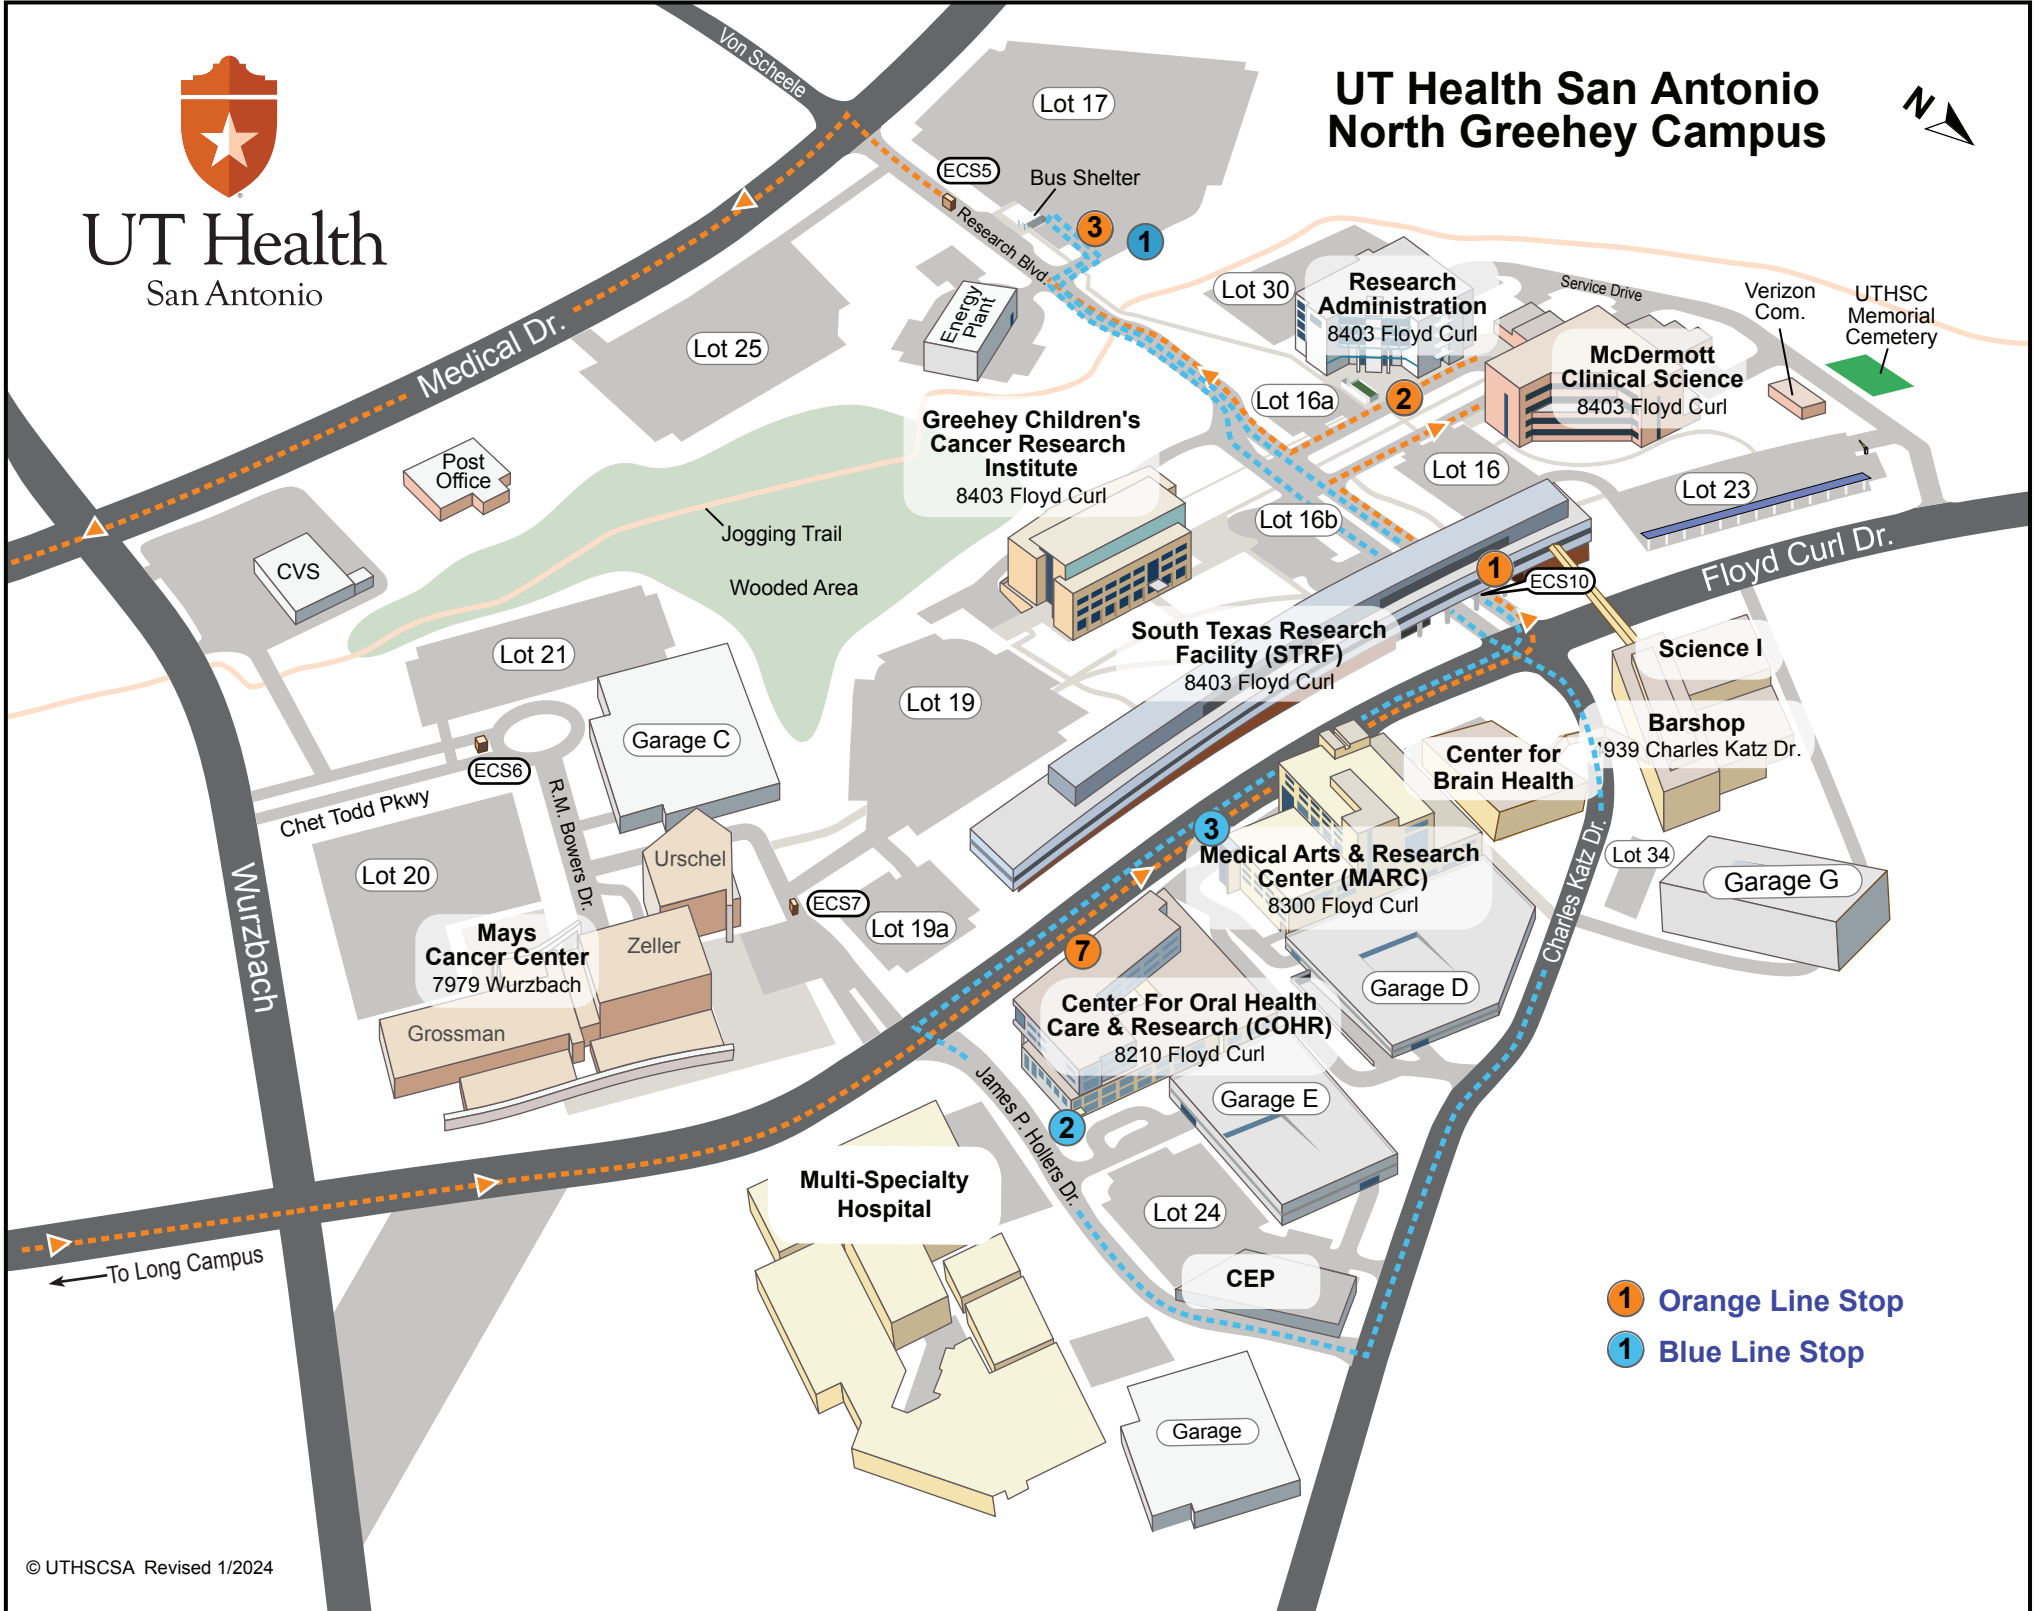 UT Health San Antonio
North Greehey Campus
N
UT Health
San Antonio
®
Von Scheele
Lot 17
ECS5
Bus Shelter
3
1
Research Blvd.
Medical Dr.
Lot 25
Energy
Plant
Lot 30
Research
Administration
8403 Floyd Curl
Service Drive
Verizon
Com.
UTHSC
Memorial
Cemetery
McDermott
Clinical Science
8403 Floyd Curl
Lot 16a
2
Greehey Children's
Cancer Research
Institute
8403 Floyd Curl
Lot 16
Lot 23
Lot 16b
Post
Office
Jogging Trail
Wooded Area
CVS
1
ECS10
Floyd Curl Dr.
South Texas Research
Facility (STRF)
8403 Floyd Curl
Science I
Lot 21
Lot 19
Garage C
Barshop
4939 Charles Katz Dr.
Center for
Brain Health
ECS6
Chet Todd Pkwy
R.M. Bowers Dr.
3
Medical Arts & Research
Center (MARC)
8300 Floyd Curl
Charles Katz Dr.
Lot 34
Garage G
Lot 20
Urschel
ECS7
Lot 19a
Wurzbach
Mays
Cancer Center
7979 Wurzbach
Zeller
Grossman
7
Garage D
Center For Oral Health
Care & Research (COHR)
8210 Floyd Curl
James P. Hollers Dr.
Garage E
2
Multi-Specialty
Hospital
Lot 24
CEP
To Long Campus
1 Orange Line Stop
1 Blue Line Stop
Garage
© UTHSCSA Revised 1/2024